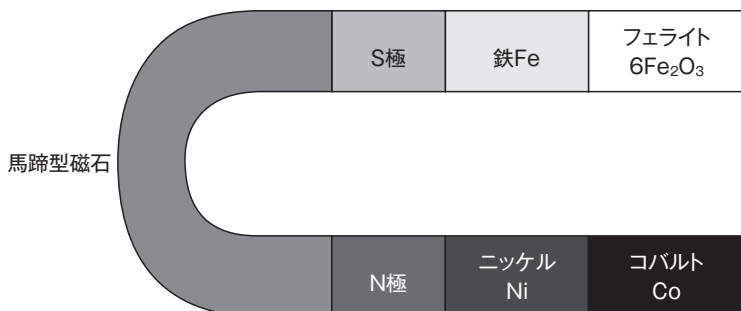 S極
鉄Fe
フェライト
6Fe₂O₃
馬蹄型磁石
N極
ニッケル
Ni
コバルト
Co